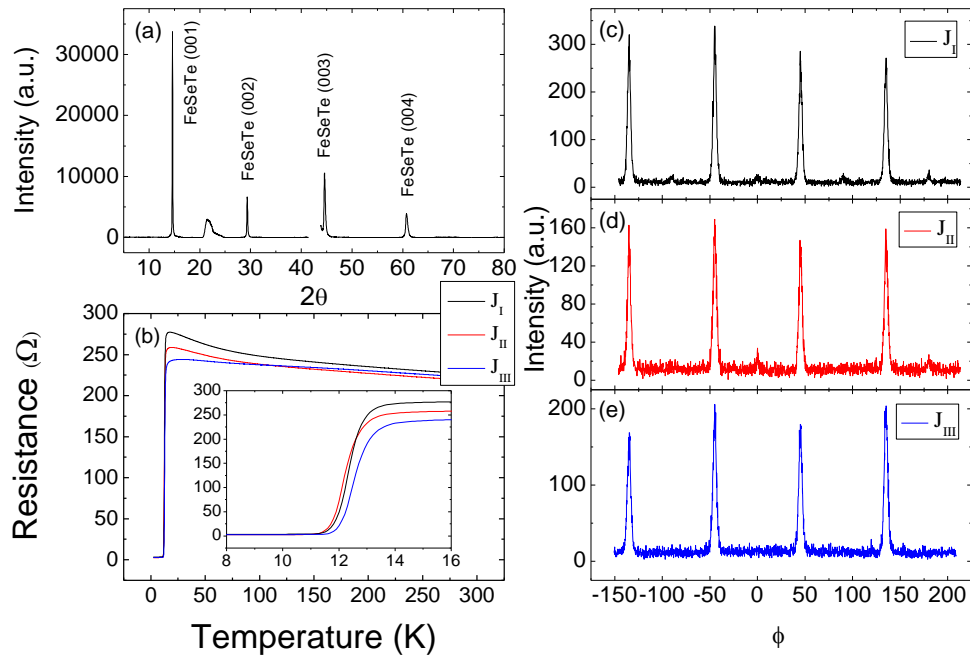 (a)
Intensity (a.u.)
30000
20000
10000
0
FeSeTe (001)
FeSeTe (002)
FeSeTe (003)
FeSeTe (004)
10 20 30 40 50 60 70 80
2θ
(b)
J_I
J_II
J_III
Resistance (Ω)
300
250
200
150
100
50
0
300
250
200
150
100
50
0
8 10 12 14 16
0 50 100 150 200 250 300
Temperature (K)
(c)
J_I
300
200
100
0
(d)
J_II
Intensity (a.u.)
160
120
80
40
0
(e)
J_III
200
100
0
-150 -100 -50 0 50 100 150 200
ϕ